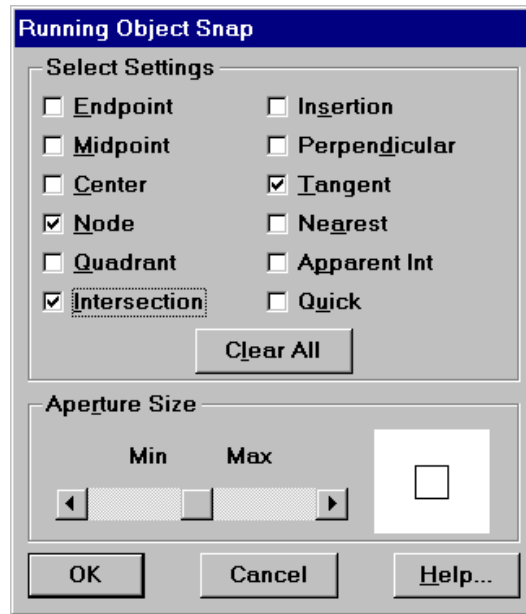 Running Object Snap
Select Settings
Endpoint Insertion
Midpoint Perpendicular
Center Tangent
Node Nearest
Quadrant Apparent Int
Intersection Quick
Clear All
Aperture Size
Min Max
OK Cancel Help...